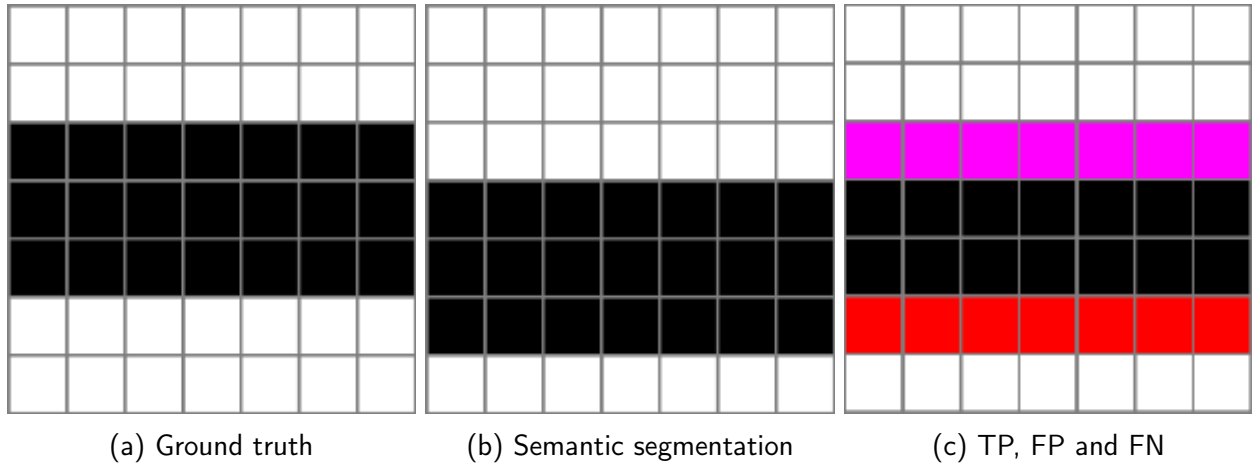 (a) Ground truth
(b) Semantic segmentation
(c) TP, FP and FN